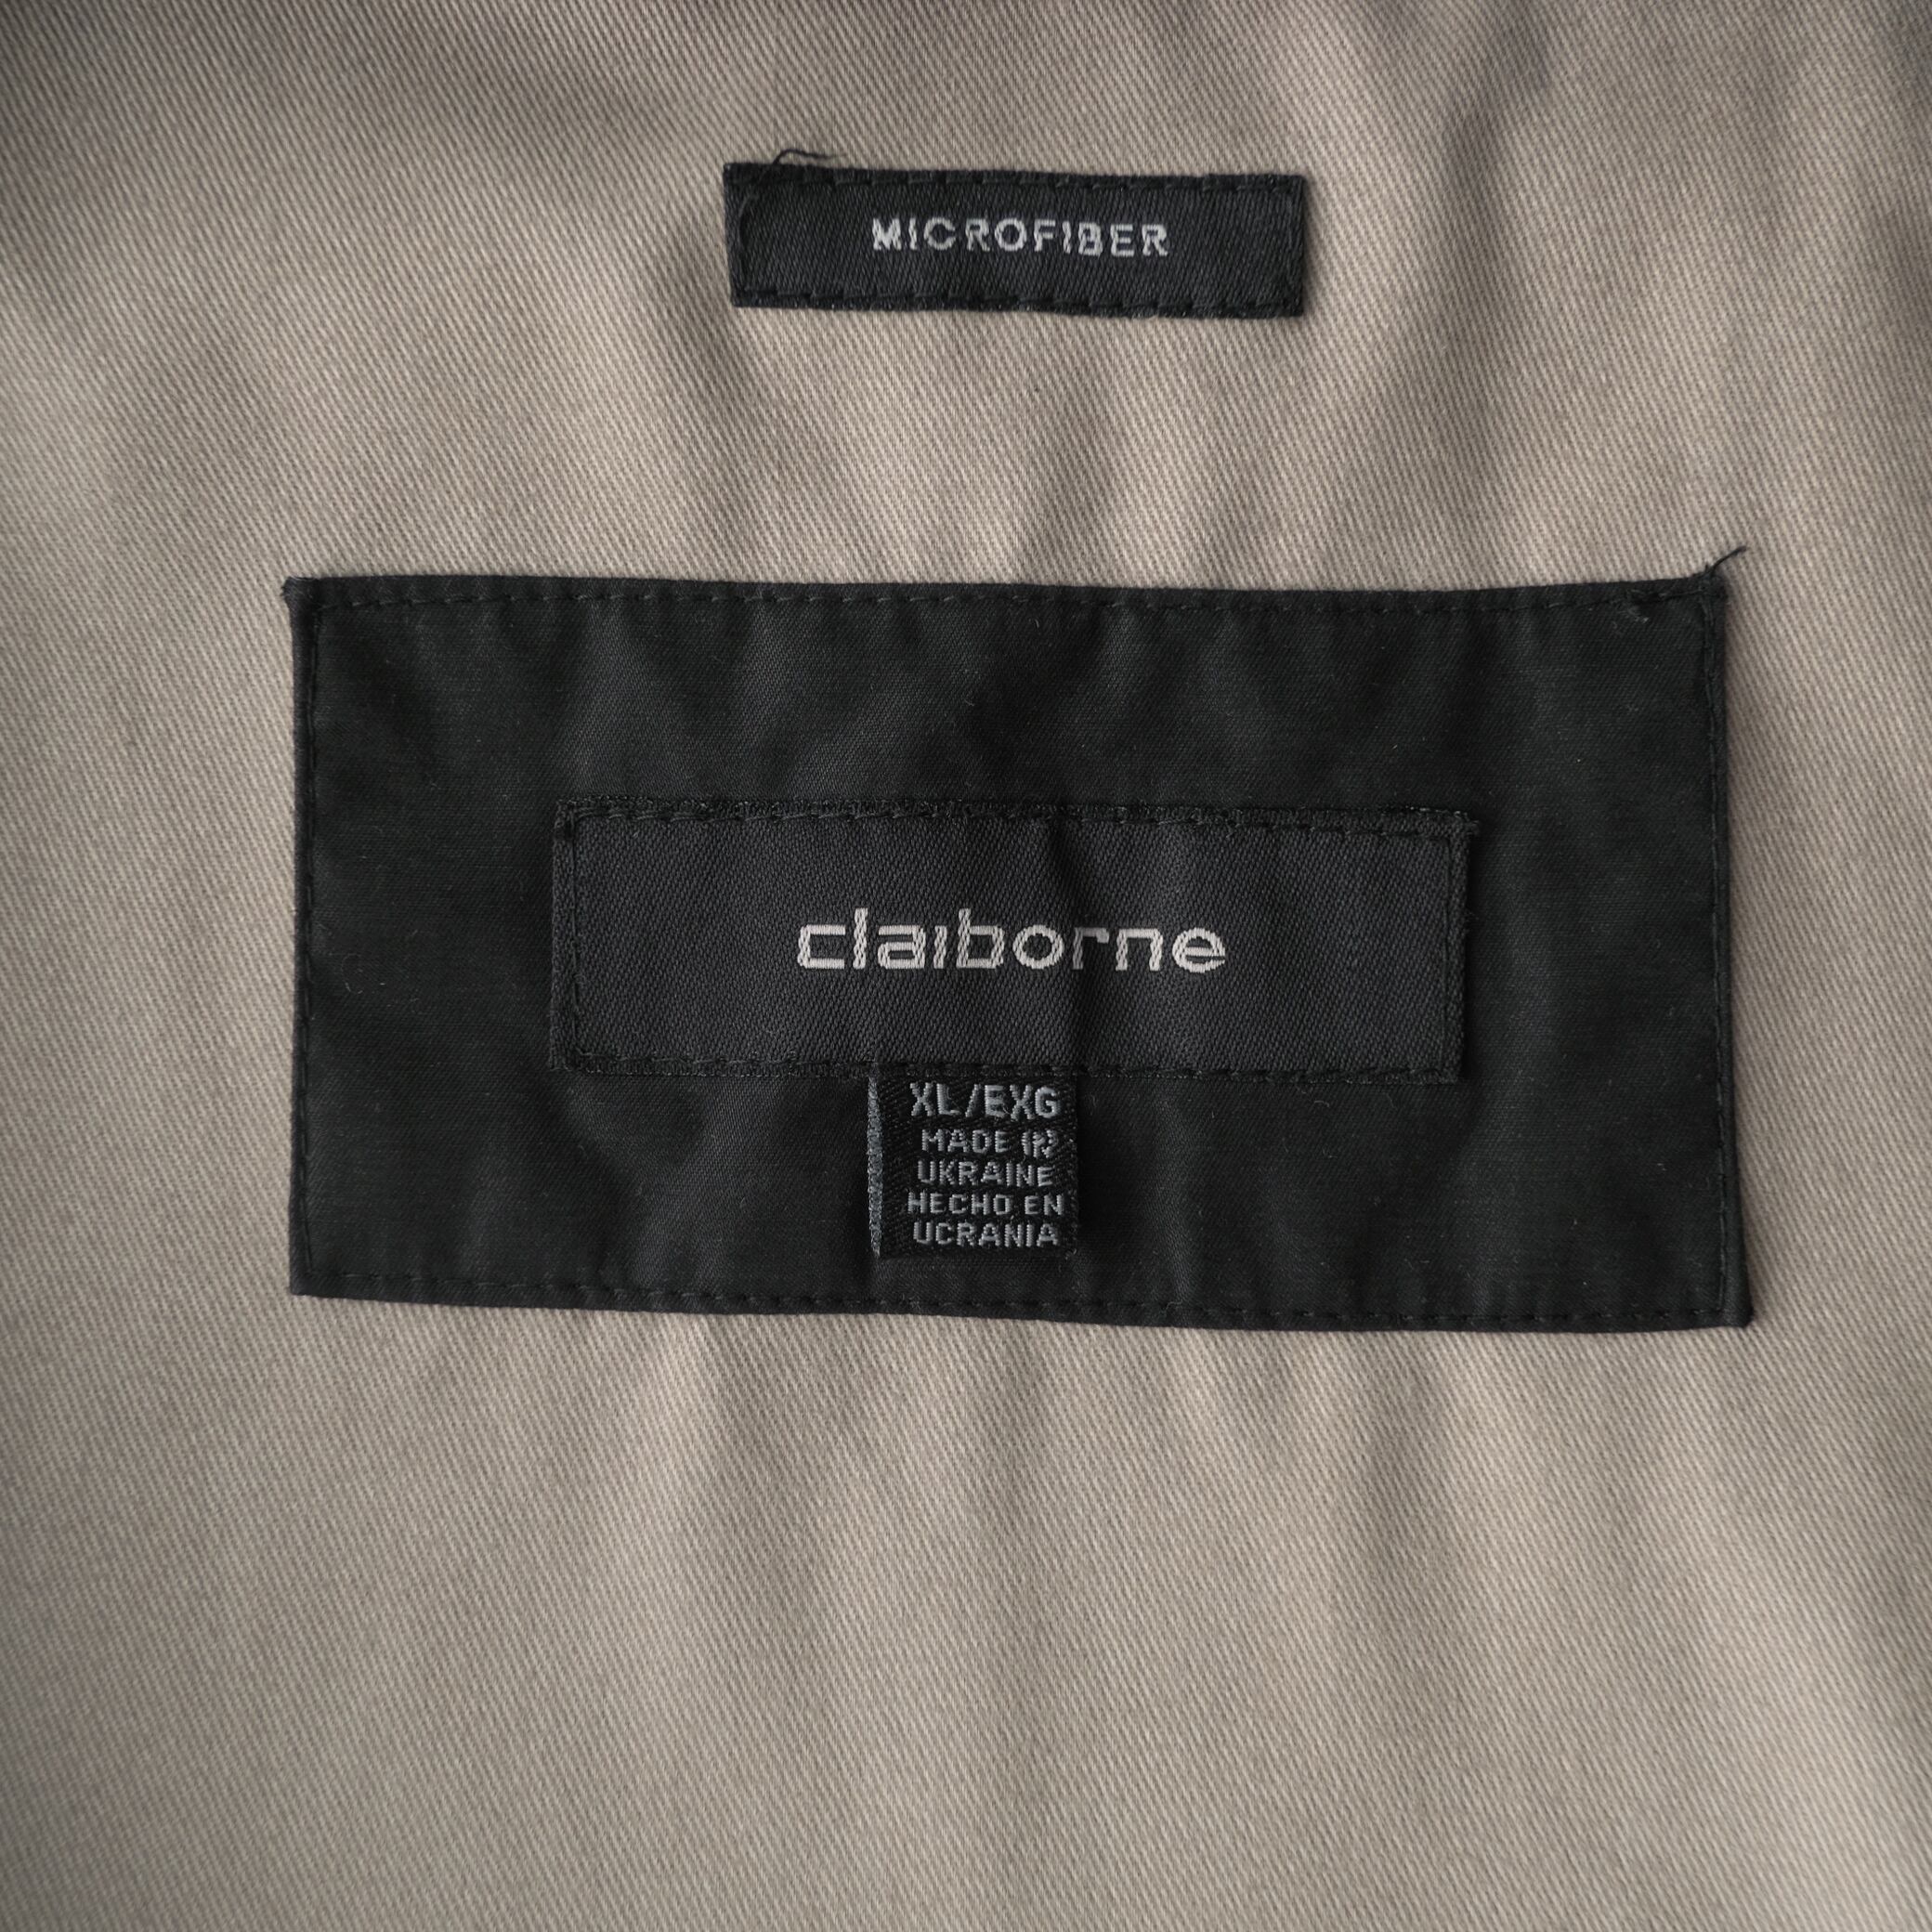 MICROFIBER
claiborne
XL/EXG
MADE IN
UKRAINE
HECHO EN
UCRANIA